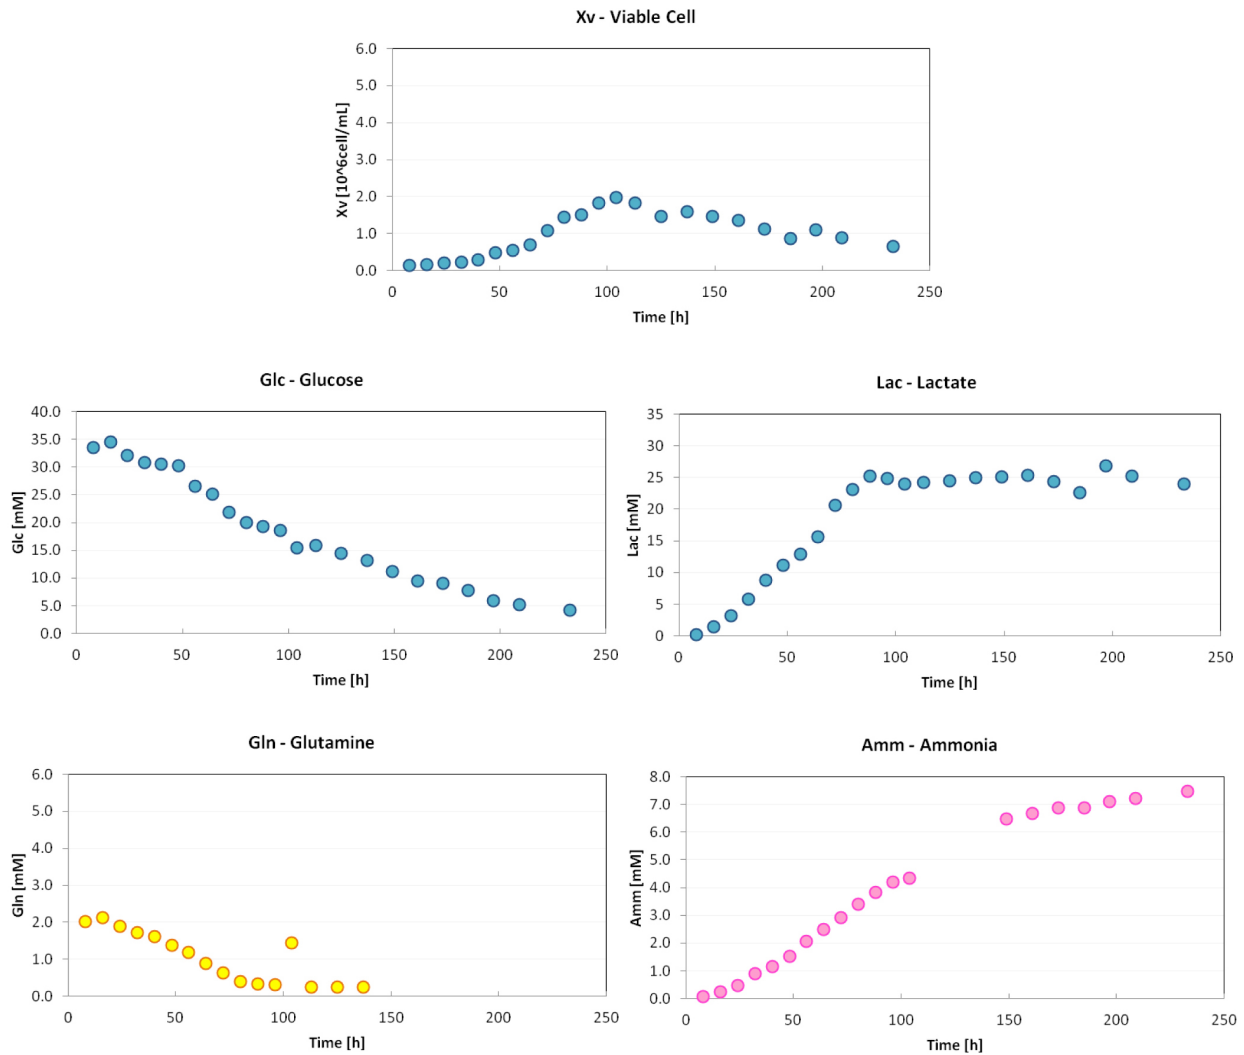 Xv - Viable Cell
Xv [10^6cell/mL]
6.0
5.0
4.0
3.0
2.0
1.0
0.0
0 50 100 150 200 250
Time [h]
Glc - Glucose
Glc [mM]
40.0
35.0
30.0
25.0
20.0
15.0
10.0
5.0
0.0
0 50 100 150 200 250
Time [h]
Lac - Lactate
Lac [mM]
35
30
25
20
15
10
5
0
0 50 100 150 200 250
Time [h]
Gln - Glutamine
Gln [mM]
6.0
5.0
4.0
3.0
2.0
1.0
0.0
0 50 100 150 200 250
Time [h]
Amm - Ammonia
Amm [mM]
8.0
7.0
6.0
5.0
4.0
3.0
2.0
1.0
0.0
0 50 100 150 200 250
Time [h]